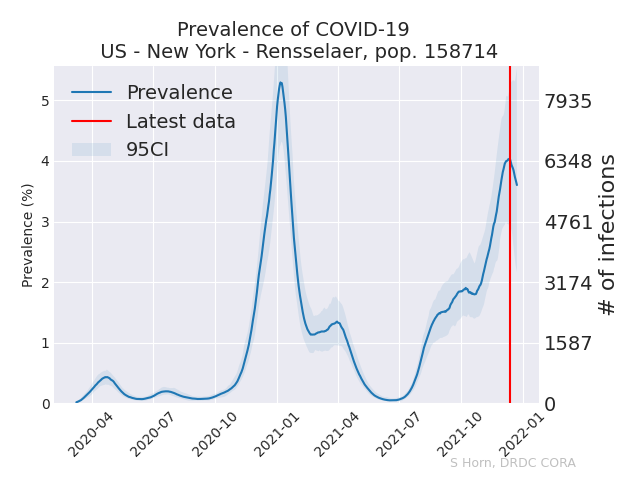 Prevalence of COVID-19
US - New York - Rensselaer, pop. 158714
Prevalence
Latest data
95CI
Prevalence (%)
5
4
3
2
1
0
7935
6348
4761
3174
1587
0
# of infections
2020-04
2020-07
2020-10
2021-01
2021-04
2021-07
2021-10
2022-01
S Horn, DRDC CORA